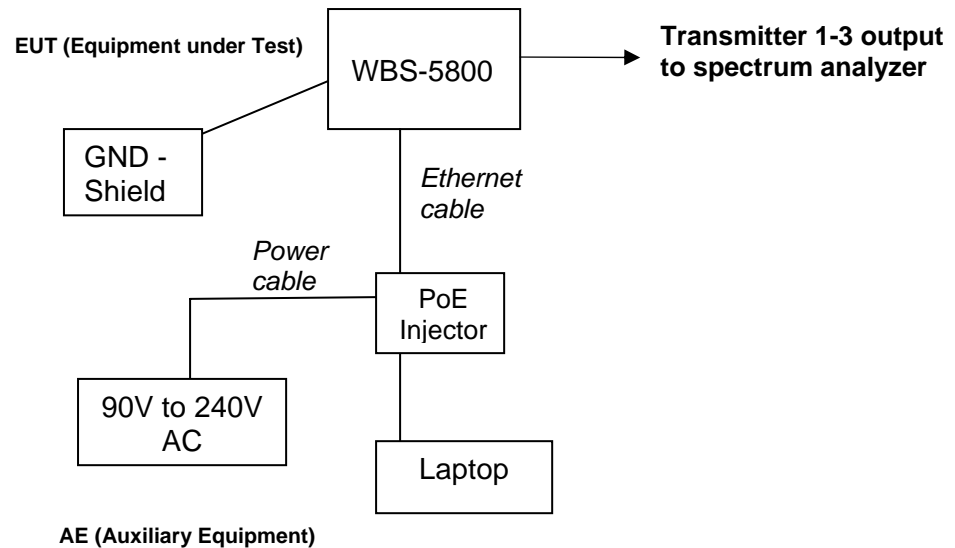 EUT (Equipment under Test)
WBS-5800
Transmitter 1-3 output
to spectrum analyzer
GND -
Shield
Ethernet
cable
Power
cable
PoE
Injector
90V to 240V
AC
Laptop
AE (Auxiliary Equipment)